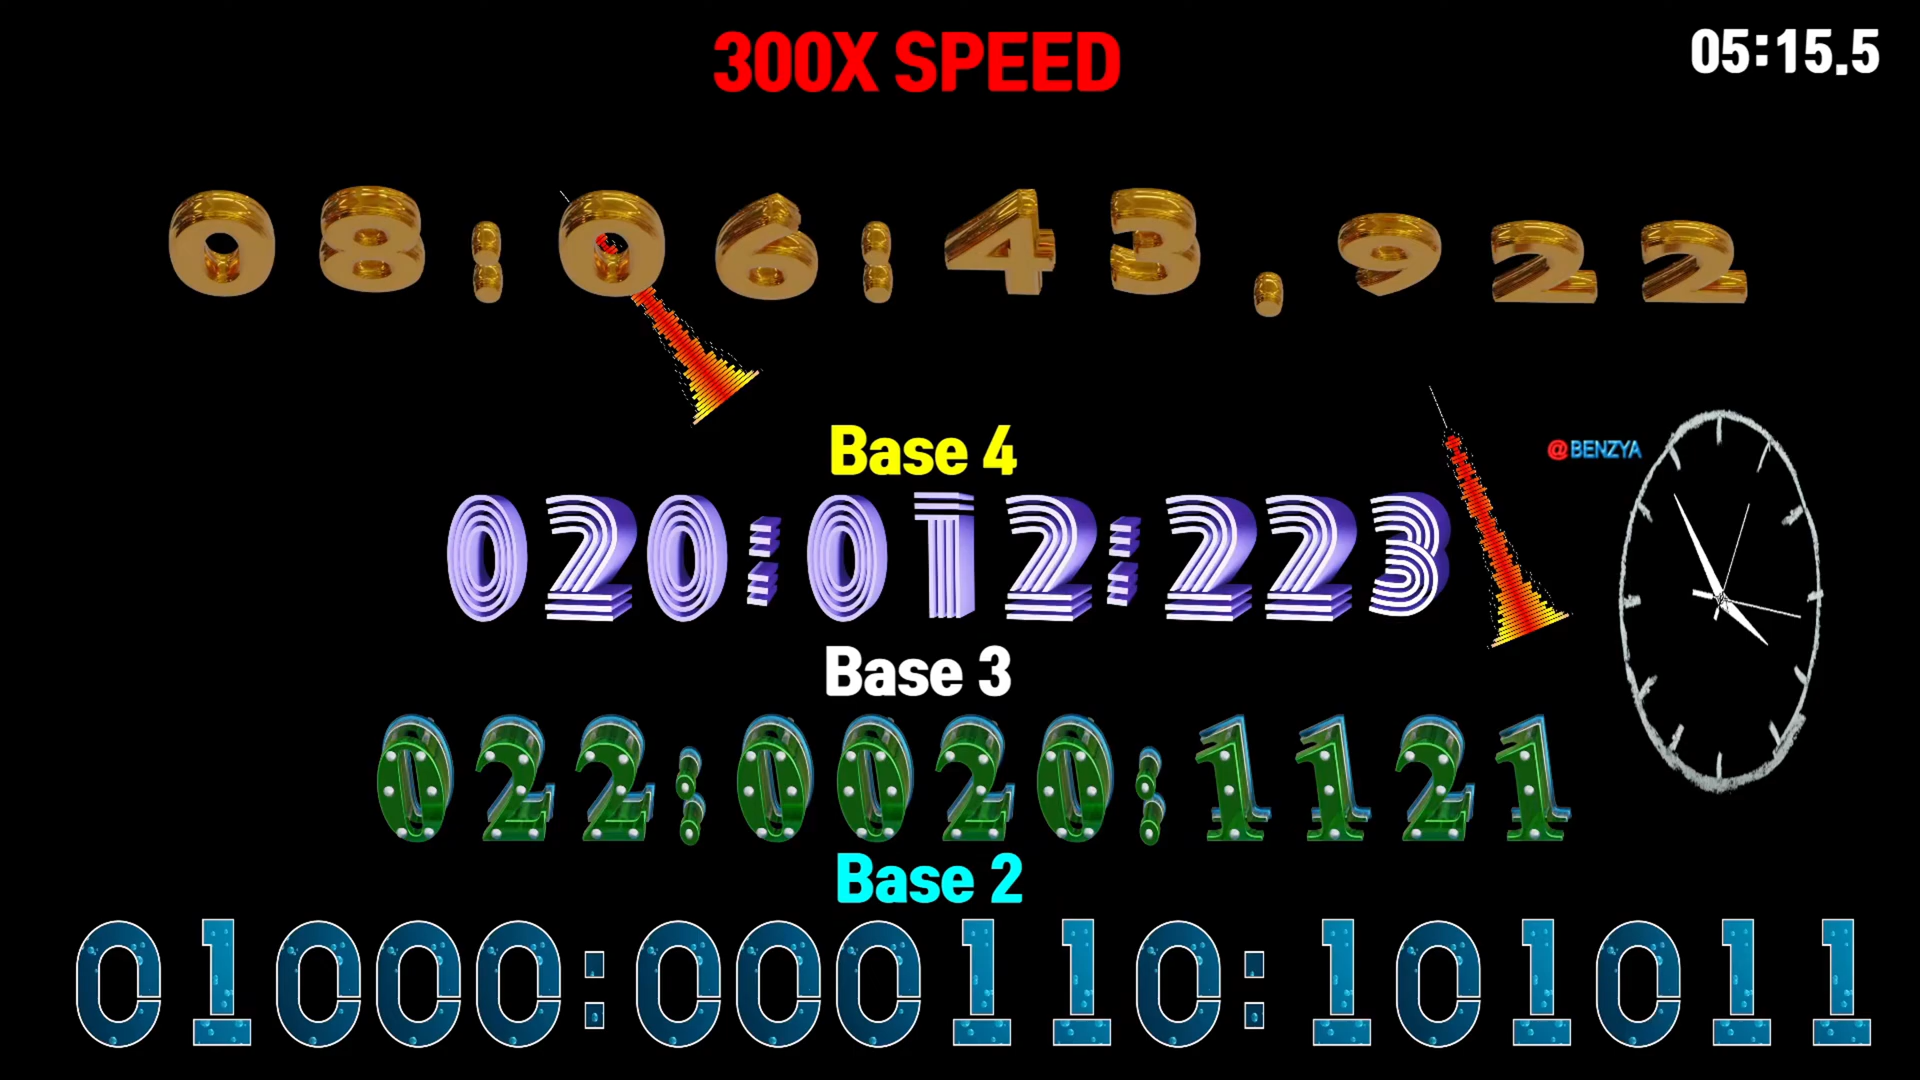 300X SPEED
05:15.5
08:06:43.922
Base 4
@BENZYA
020:012:223
Base 3
022:0020:1121
Base 2
01000:000110:101011